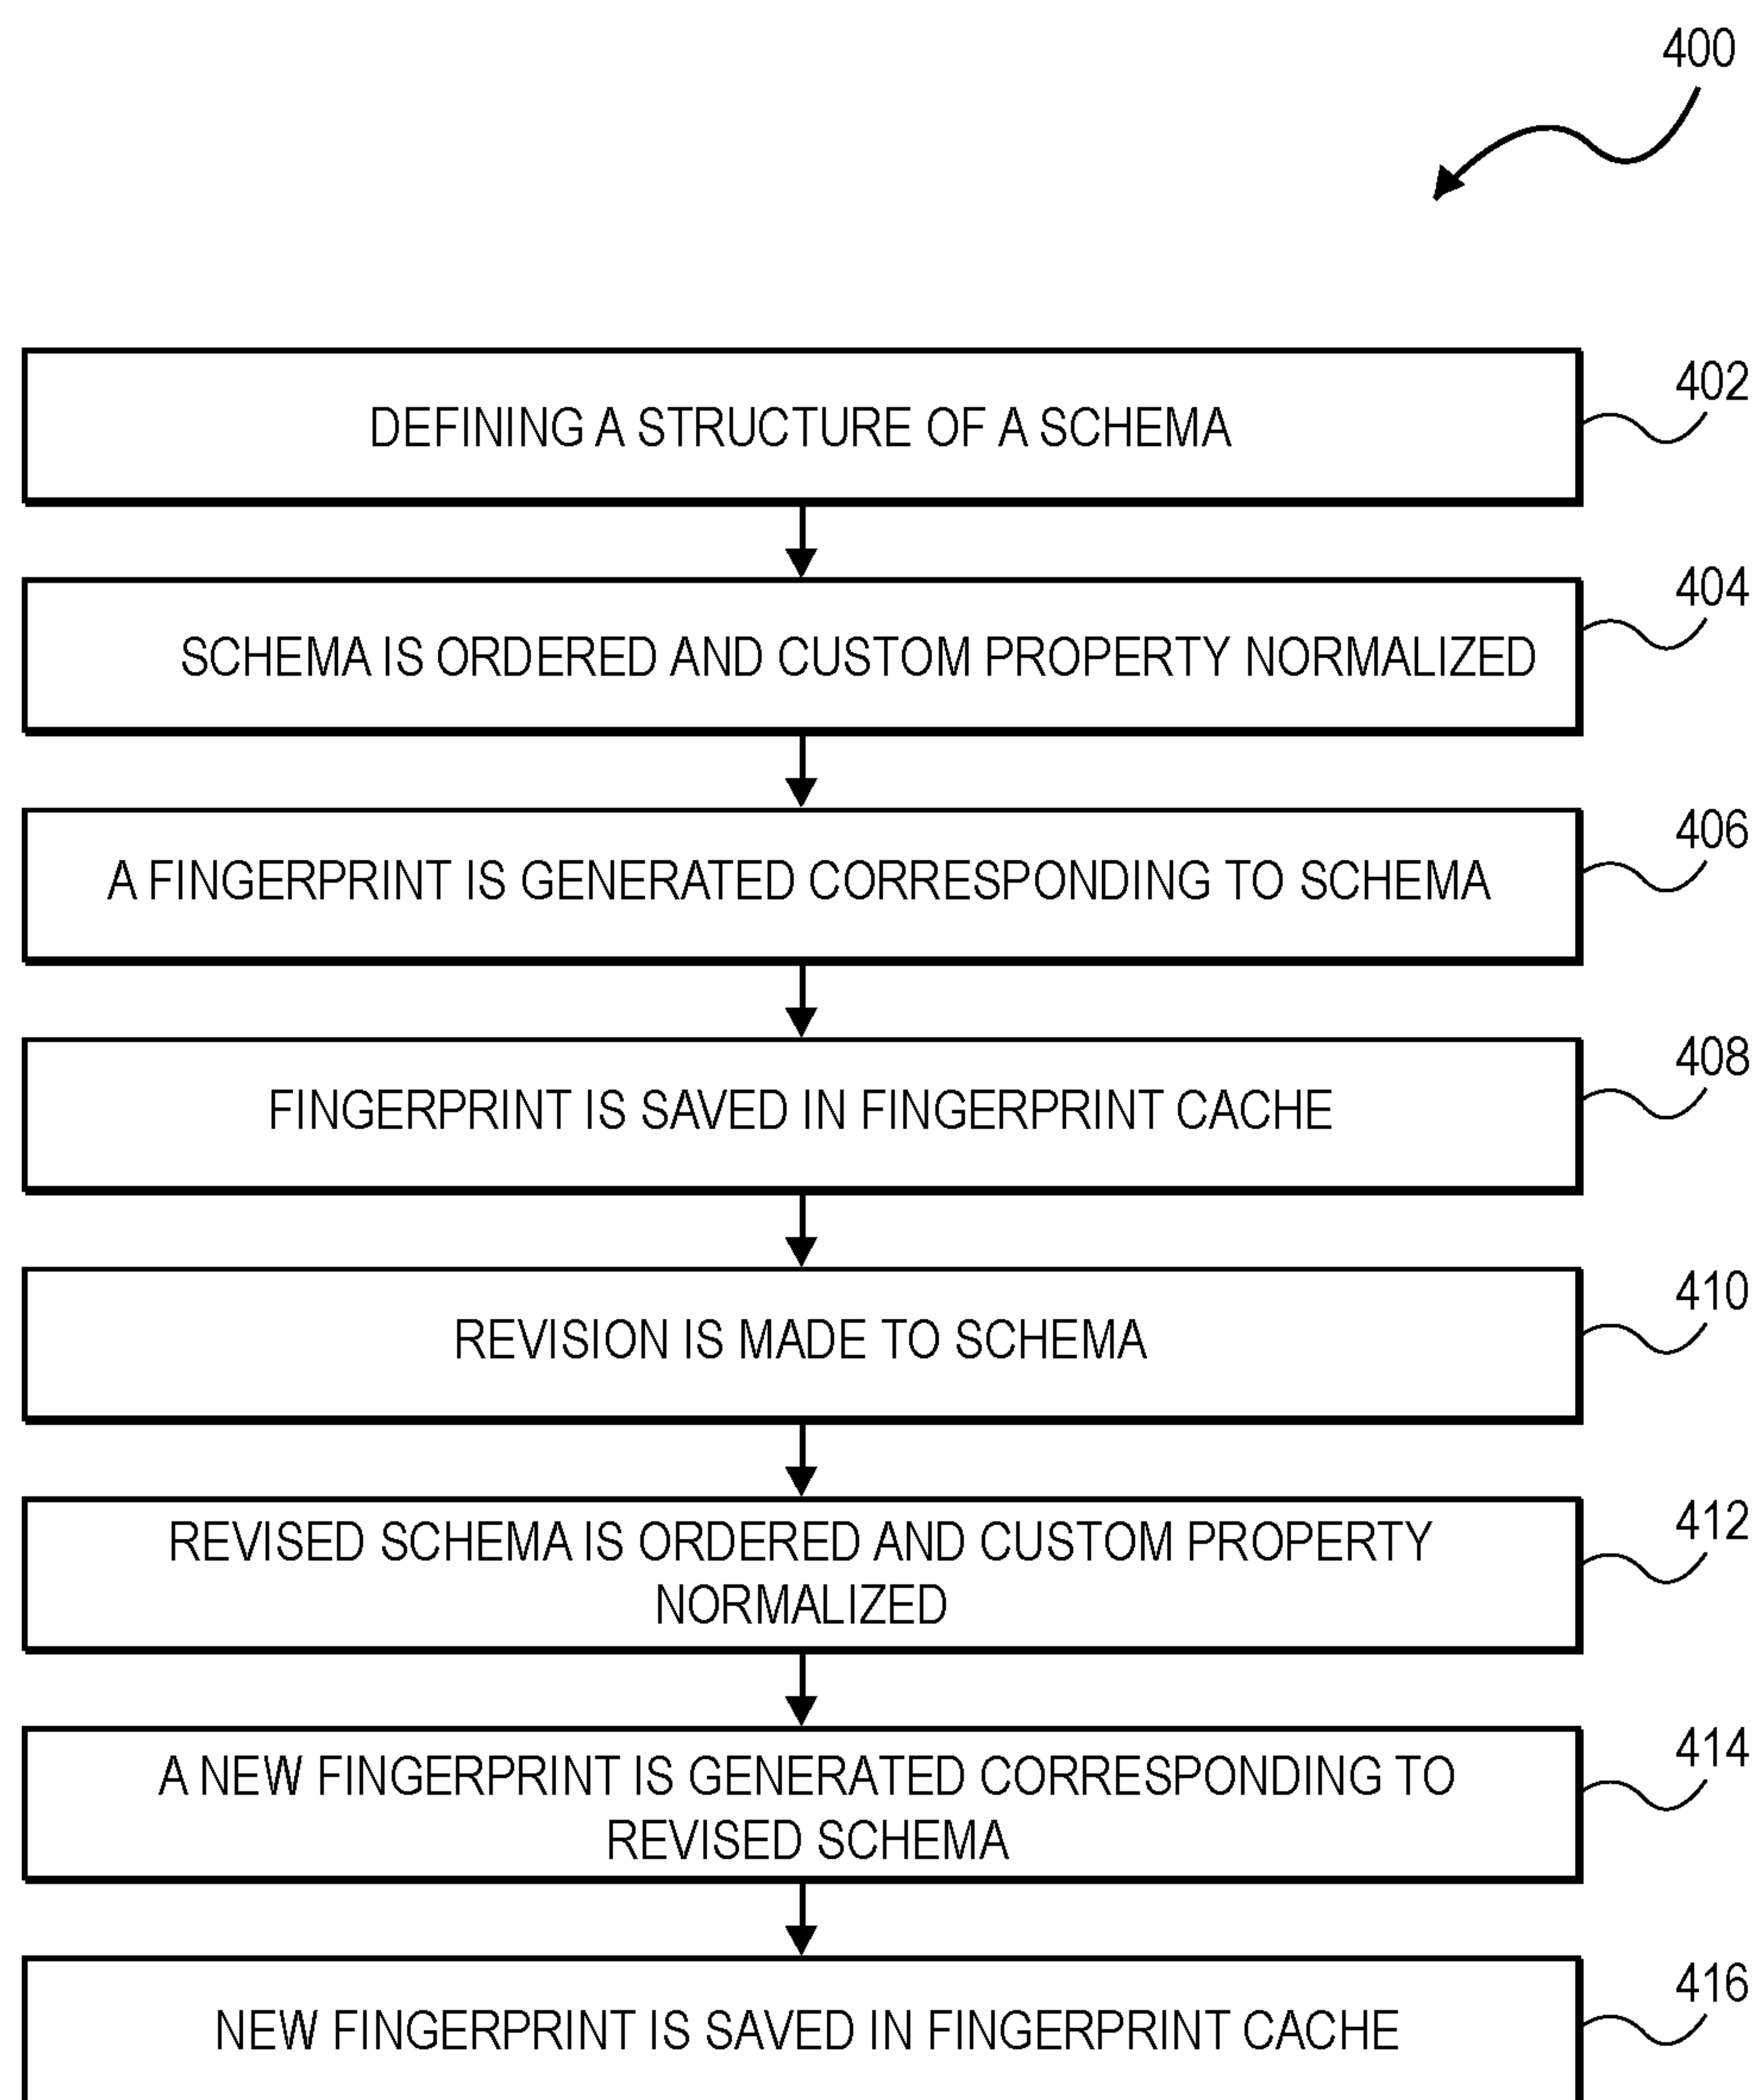 400
DEFINING A STRUCTURE OF A SCHEMA
402
SCHEMA IS ORDERED AND CUSTOM PROPERTY NORMALIZED
404
A FINGERPRINT IS GENERATED CORRESPONDING TO SCHEMA
406
FINGERPRINT IS SAVED IN FINGERPRINT CACHE
408
REVISION IS MADE TO SCHEMA
410
REVISED SCHEMA IS ORDERED AND CUSTOM PROPERTY
NORMALIZED
412
A NEW FINGERPRINT IS GENERATED CORRESPONDING TO
REVISED SCHEMA
414
NEW FINGERPRINT IS SAVED IN FINGERPRINT CACHE
416